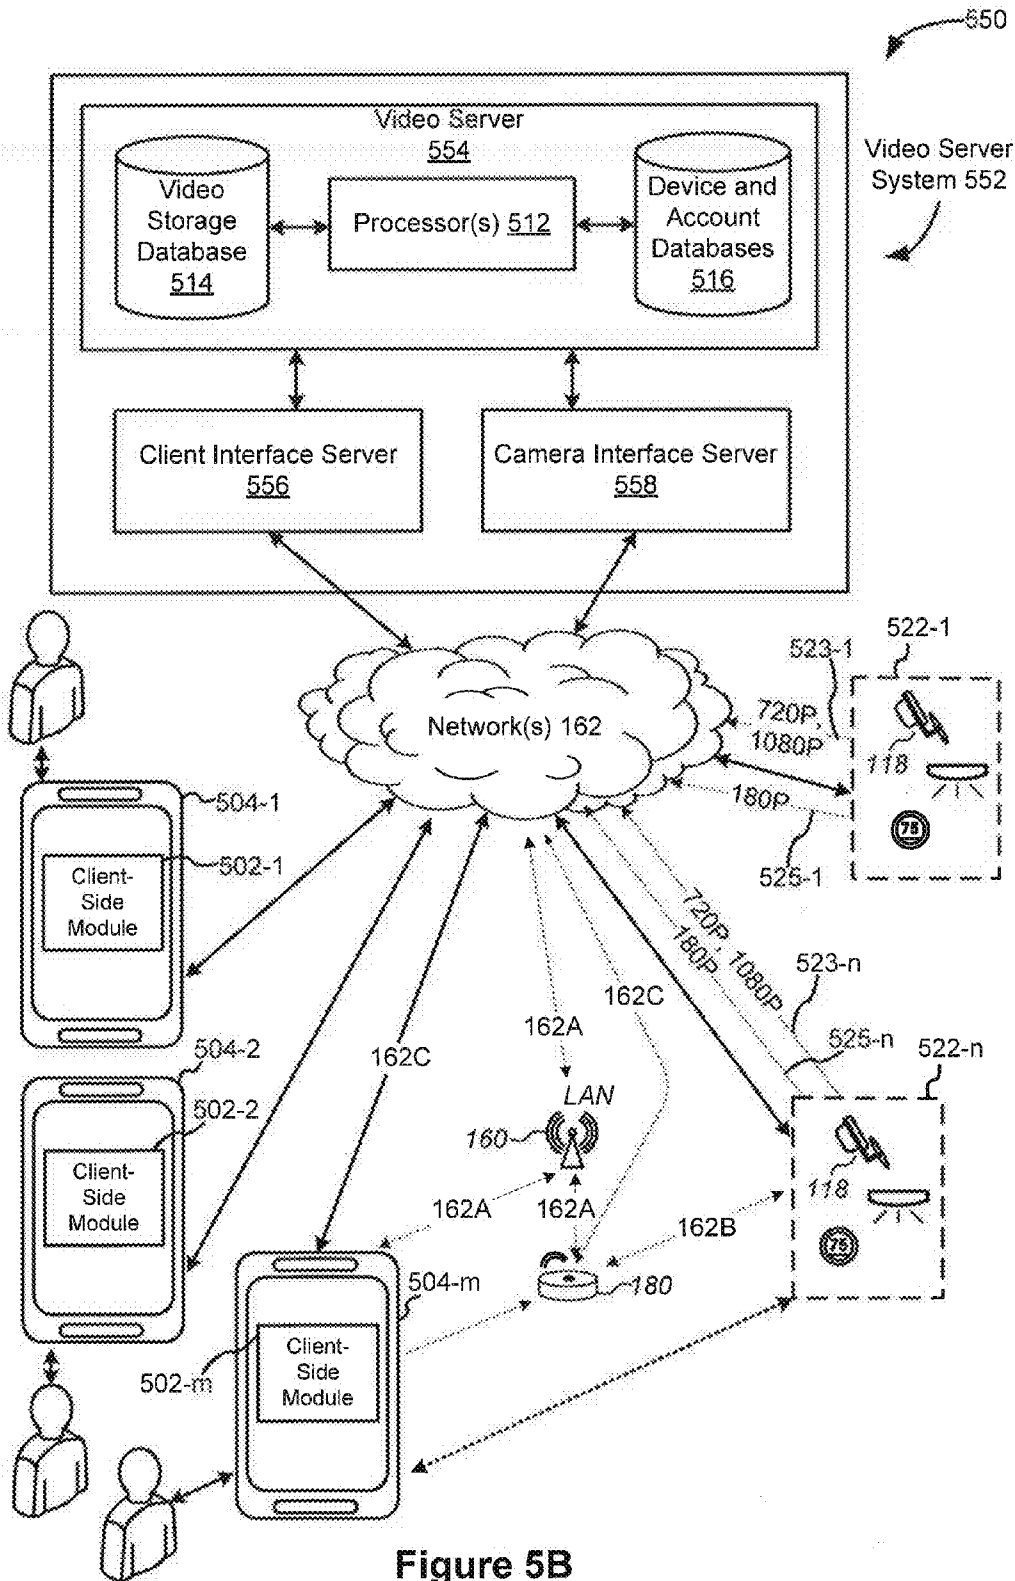 550
Video Server
554
Video Server
System 552
Video
Storage
Database
514
Processor(s) 512
Device and
Account
Databases
516
Client Interface Server
556
Camera Interface Server
558
Network(s) 162
523-1
522-1
720P,
1080P
118
180P
75
525-1
504-1
502-1
Client-
Side
Module
720P, 1080P
180P
523-n
525-n
522-n
162C
162A
162C
LAN
160
504-2
502-2
Client-
Side
Module
118
162A
162A
162B
75
180
504-m
502-m
Client-
Side
Module
Figure 5B